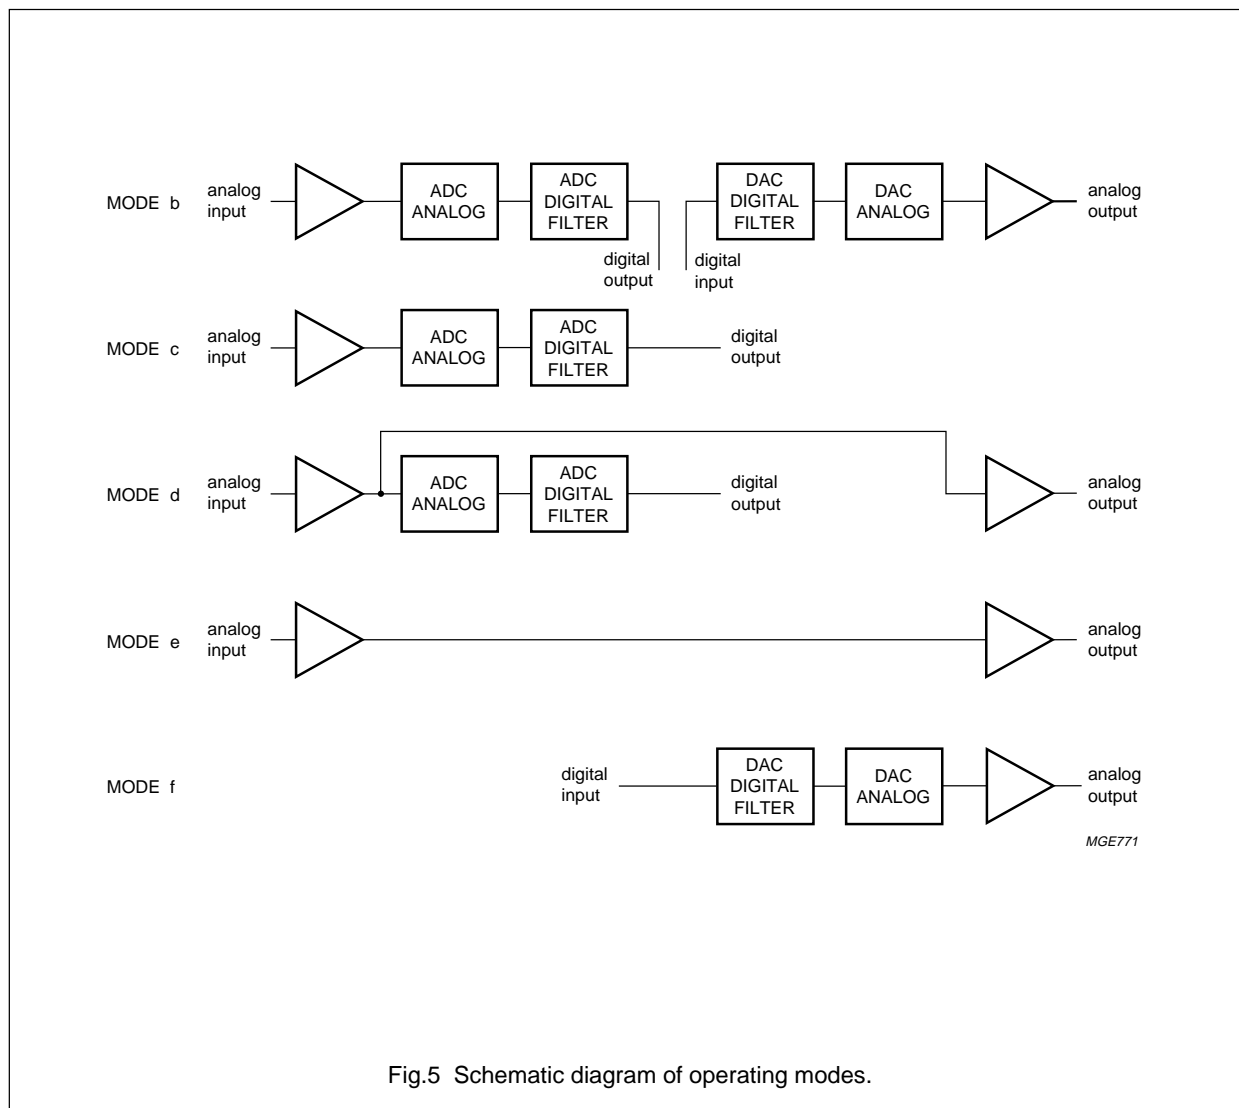 MODE b
analog
input
ADC
ANALOG
ADC
DIGITAL
FILTER
digital
output
digital
input
DAC
DIGITAL
FILTER
DAC
ANALOG
analog
output
MODE c
analog
input
ADC
ANALOG
ADC
DIGITAL
FILTER
digital
output
MODE d
analog
input
ADC
ANALOG
ADC
DIGITAL
FILTER
digital
output
analog
output
MODE e
analog
input
analog
output
MODE f
digital
input
DAC
DIGITAL
FILTER
DAC
ANALOG
analog
output
MGE771
Fig.5 Schematic diagram of operating modes.